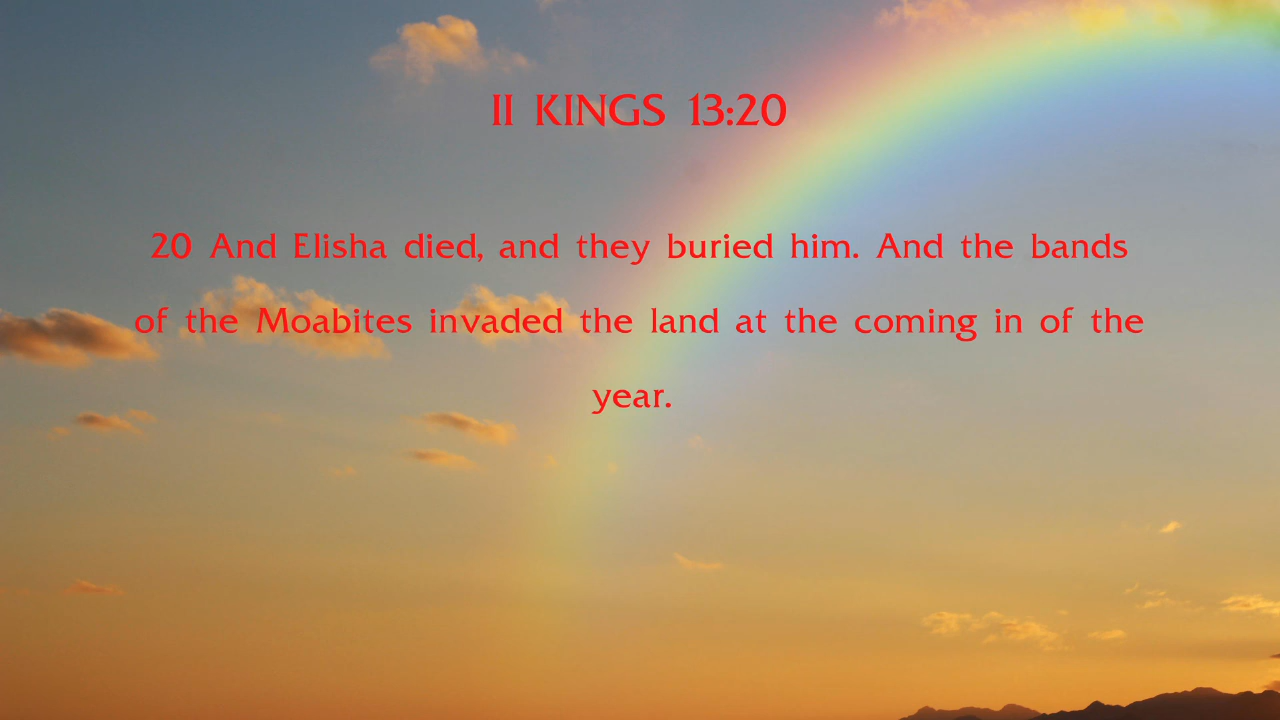 II KINGS 13:20
20 And Elisha died, and they buried him. And the bands
of the Moabites invaded the land at the coming in of the
year.